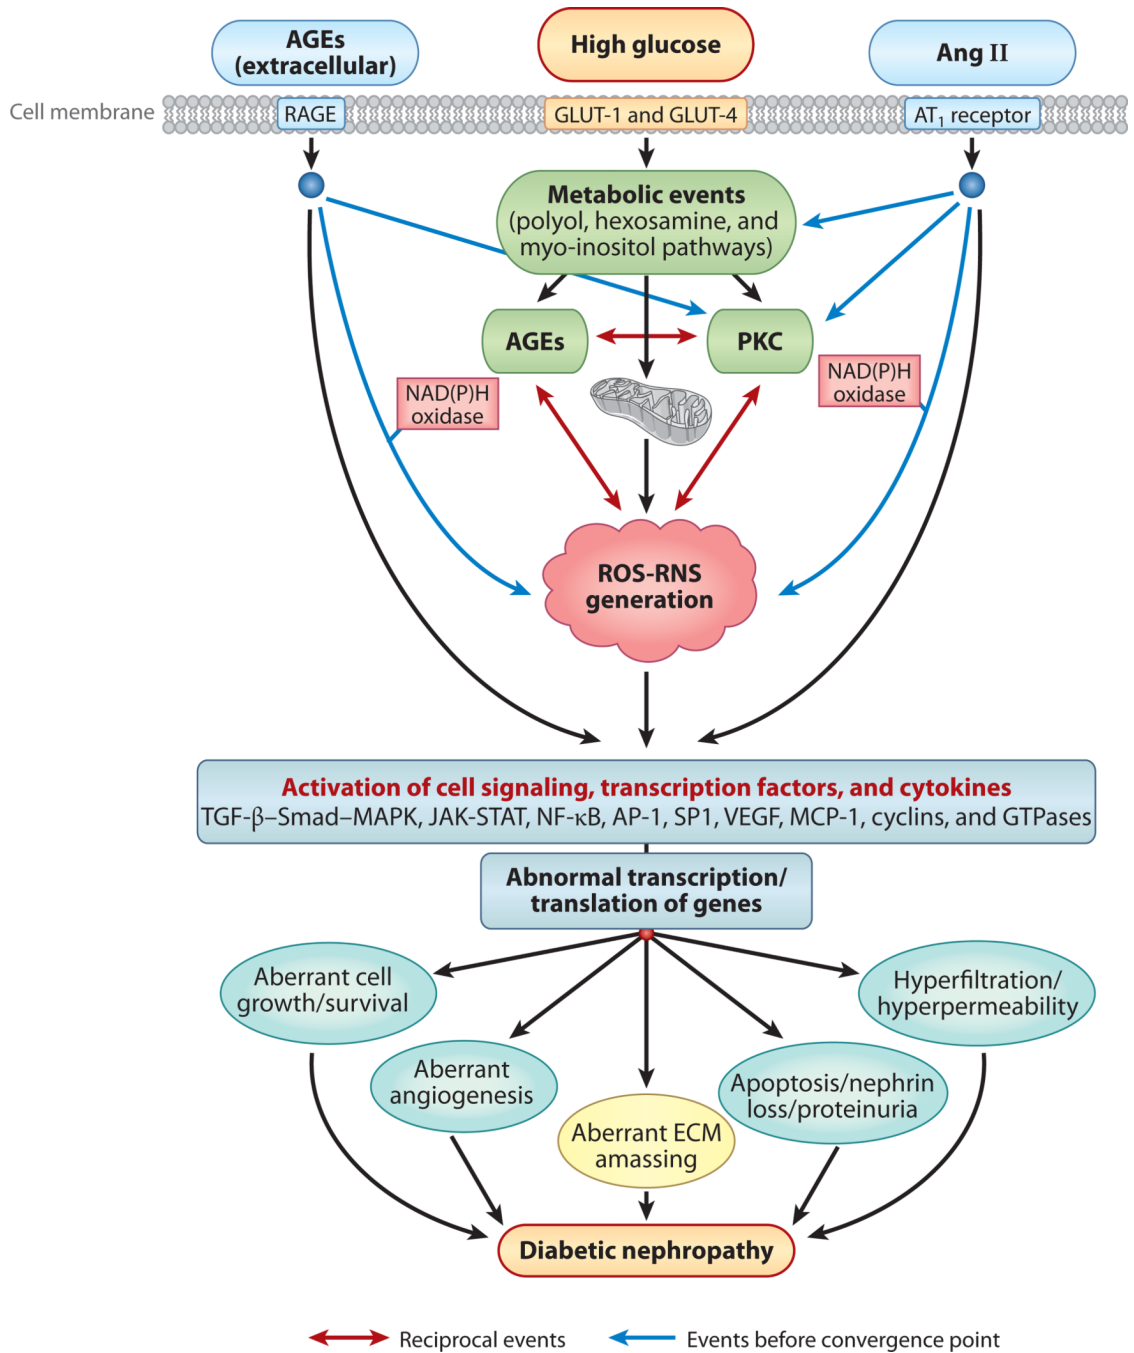 AGEs
(extracellular)
High glucose
Ang II
Cell membrane
RAGE
GLUT-1 and GLUT-4
AT₁ receptor
Metabolic events
(polyol, hexosamine, and
myo-inositol pathways)
AGEs
PKC
NAD(P)H
oxidase
NAD(P)H
oxidase
ROS-RNS
generation
Activation of cell signaling, transcription factors, and cytokines
TGF-β–Smad–MAPK, JAK-STAT, NF-κB, AP-1, SP1, VEGF, MCP-1, cyclins, and GTPases
Abnormal transcription/
translation of genes
Aberrant cell
growth/survival
Hyperfiltration/
hyperpermeability
Aberrant
angiogenesis
Apoptosis/nephrin
loss/proteinuria
Aberrant ECM
amassing
Diabetic nephropathy
Reciprocal events
Events before convergence point